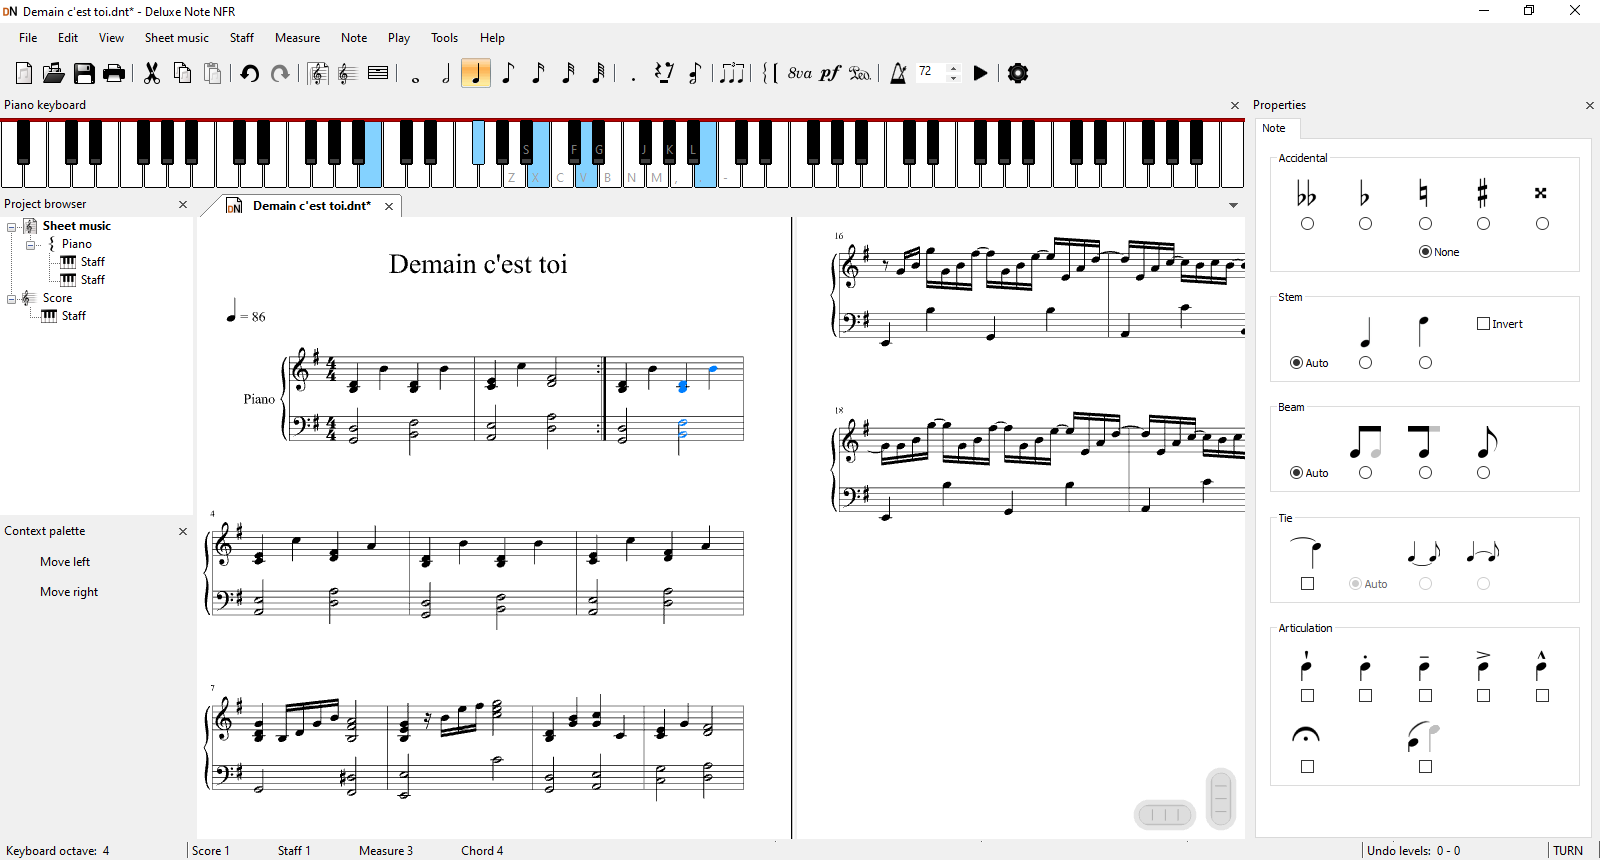 DN Demain c'est toi.dnt* - Deluxe Note NFR
File Edit View Sheet music Staff Measure Note Play Tools Help
8va pf Ped. 72
Piano keyboard
Properties
S F G J K L
Z X C V B N M , . -
Note
Project browser
DN Demain c'est toi.dnt*
Sheet music
Piano
Staff
Staff
Score
Staff
Context palette
Move left
Move right
Demain c'est toi
= 86
Piano
4
7
16
18
Accidental
None
Stem
Invert
Auto
Beam
Auto
Tie
Auto
Articulation
Keyboard octave: 4 Score 1 Staff 1 Measure 3 Chord 4 Undo levels: 0 - 0 TURN